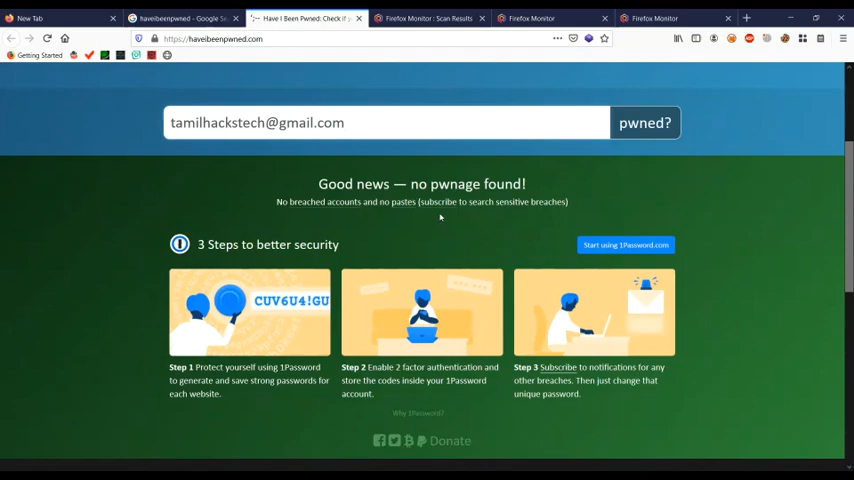 New Tab
haveibeenpwned - Google Se
Have I Been Pwned: Check if y
Firefox Monitor : Scan Results
Firefox Monitor
Firefox Monitor
https://haveibeenpwned.com
Getting Started
tamilhackstech@gmail.com
pwned?
Good news — no pwnage found!
No breached accounts and no pastes (subscribe to search sensitive breaches)
3 Steps to better security
Start using 1Password.com
CUV6U4!GU
Step 1 Protect yourself using 1Password
to generate and save strong passwords for
each website.
Step 2 Enable 2 factor authentication and
store the codes inside your 1Password
account.
Step 3 Subscribe to notifications for any
other breaches. Then just change that
unique password.
Why 1Password?
Donate